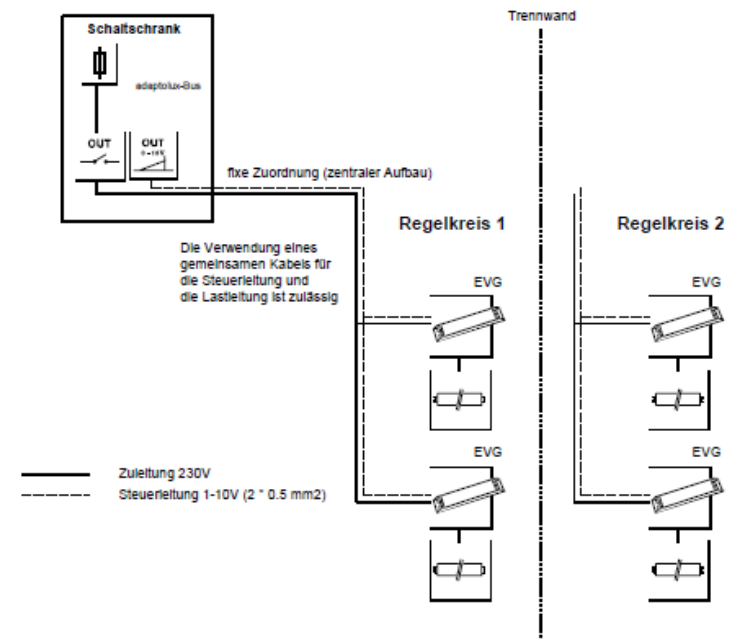 Trennwand
Schaltschrank
adaptolux-Bus
OUT
OUT
0-10V
fixe Zuordnung (zentraler Aufbau)
Regelkreis 1
Regelkreis 2
Die Verwendung eines
gemeinsamen Kabels für
die Steuerleitung und
die Lastleitung ist zulässig
EVG
EVG
EVG
EVG
Zuleitung 230V
Steuerleitung 1-10V (2 * 0.5 mm2)